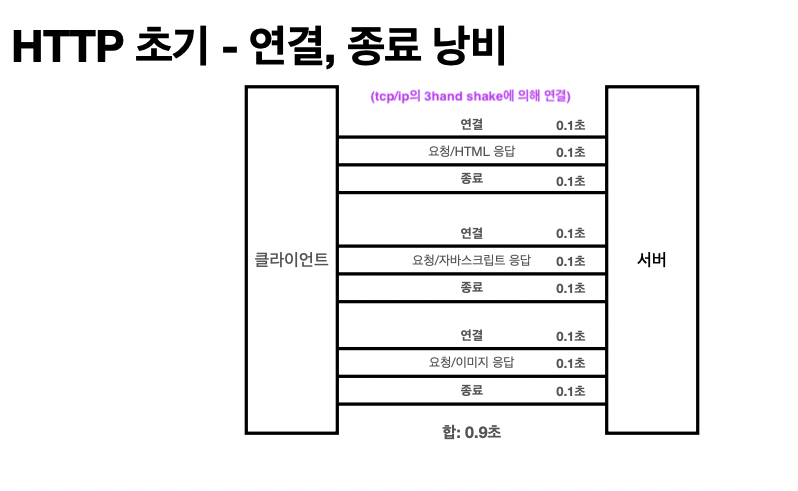 HTTP 초기 - 연결, 종료 낭비
(tcp/ip의 3hand shake에 의해 연결)
연결 0.1초
요청/HTML 응답 0.1초
종료 0.1초
연결 0.1초
클라이언트 요청/자바스크립트 응답 0.1초 서버
종료 0.1초
연결 0.1초
요청/이미지 응답 0.1초
종료 0.1초
합: 0.9초